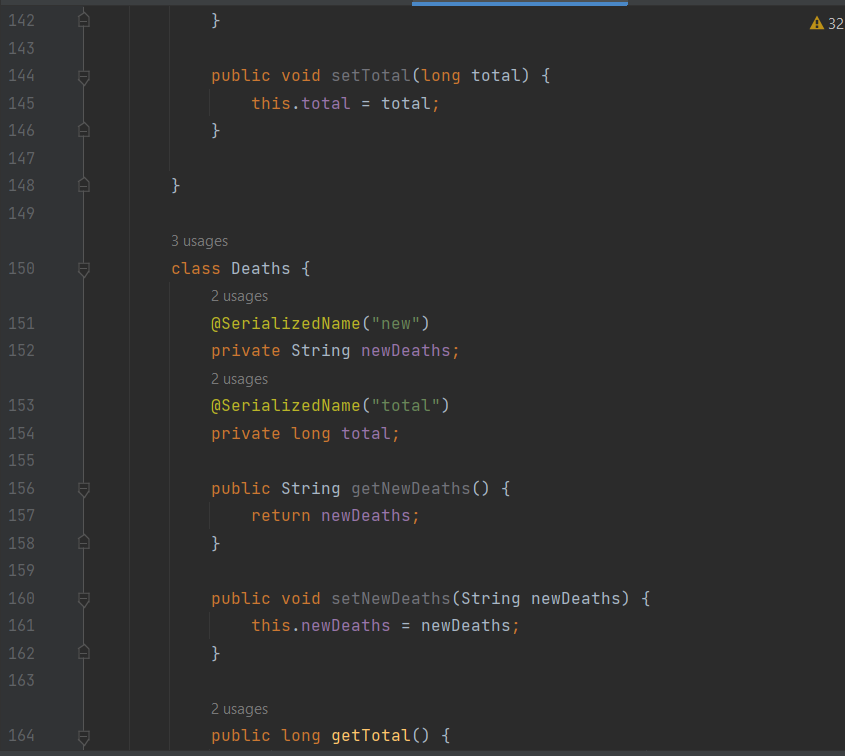 142 }
32
143
144 public void setTotal(long total) {
145 this.total = total;
146 }
147
148 }
149
3 usages
150 class Deaths {
2 usages
151 @SerializedName("new")
152 private String newDeaths;
2 usages
153 @SerializedName("total")
154 private long total;
155
156 public String getNewDeaths() {
157 return newDeaths;
158 }
159
160 public void setNewDeaths(String newDeaths) {
161 this.newDeaths = newDeaths;
162 }
163
2 usages
164 public long getTotal() {